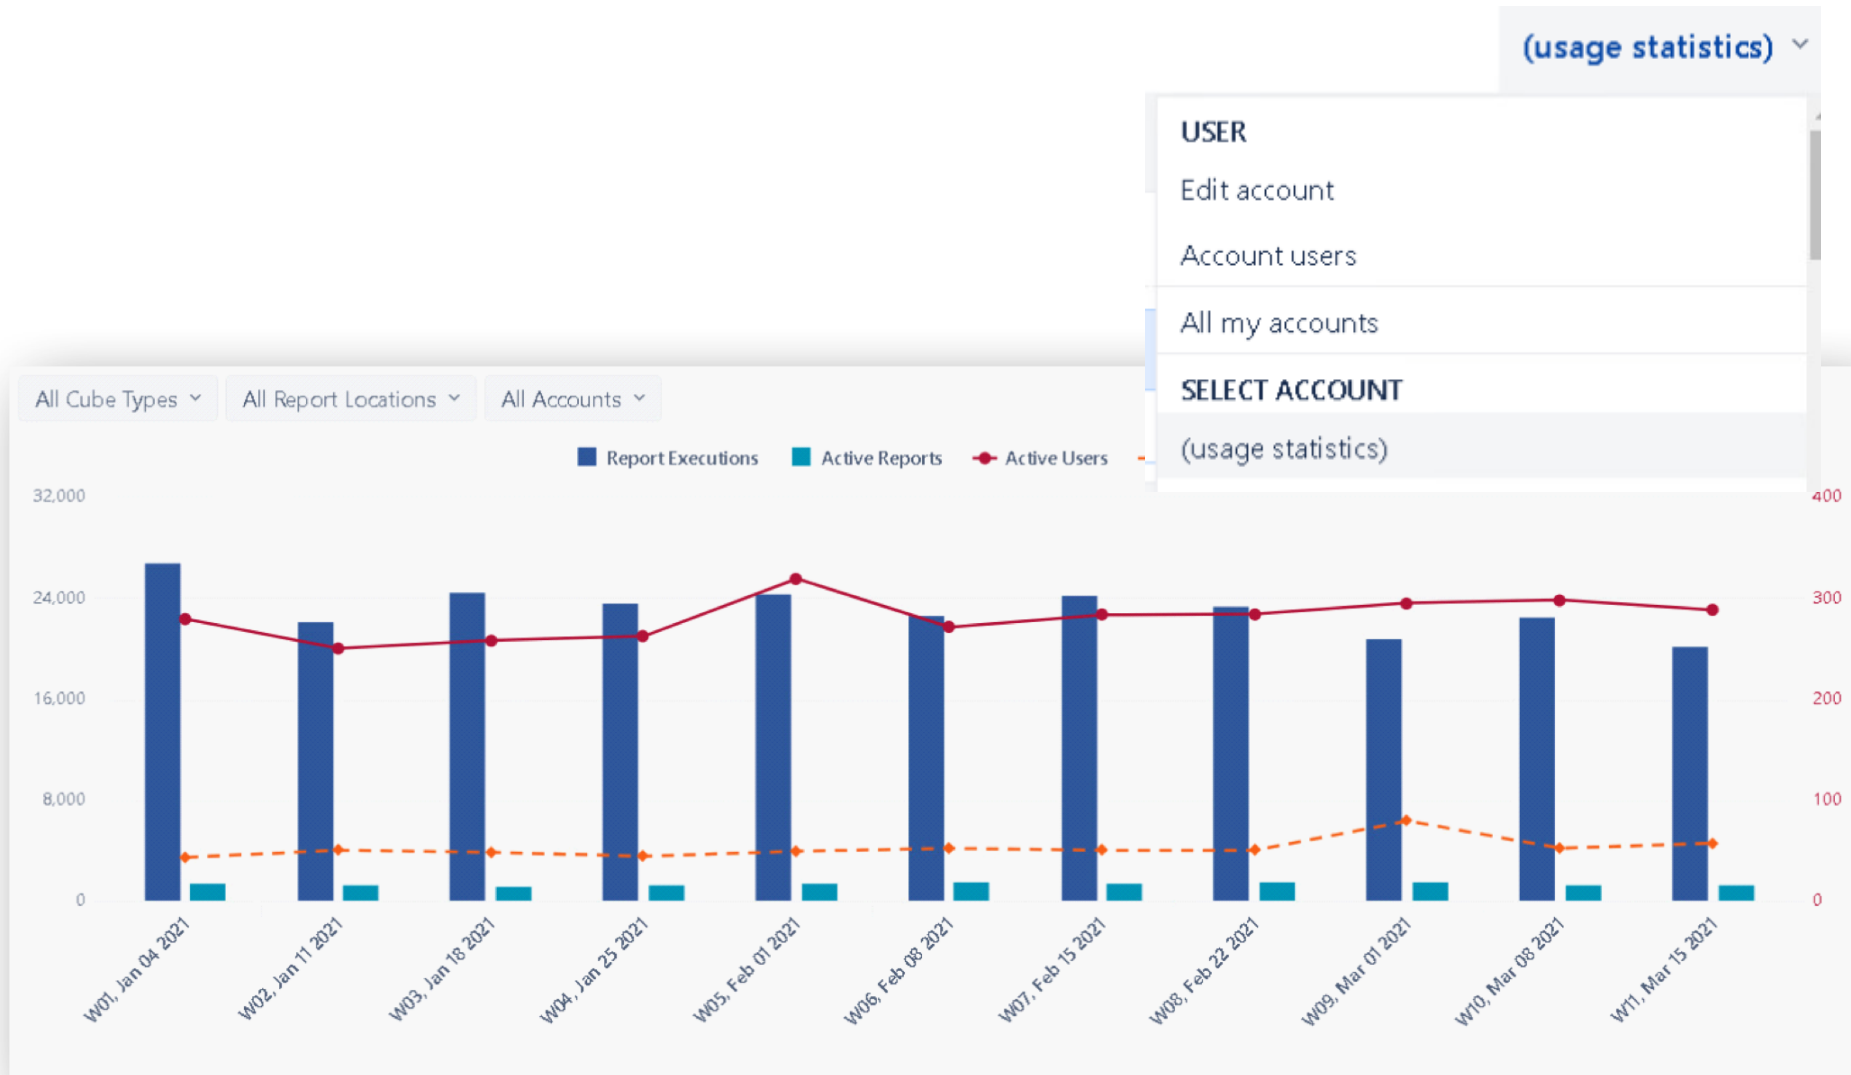 (usage statistics)
USER
Edit account
Account users
All my accounts
SELECT ACCOUNT
(usage statistics)
All Cube Types
All Report Locations
All Accounts
Report Executions
Active Reports
Active Users
32,000
24,000
16,000
8,000
0
400
300
200
100
0
W01, Jan 04 2021
W02, Jan 11 2021
W03, Jan 18 2021
W04, Jan 25 2021
W05, Feb 01 2021
W06, Feb 08 2021
W07, Feb 15 2021
W08, Feb 22 2021
W09, Mar 01 2021
W10, Mar 08 2021
W11, Mar 15 2021